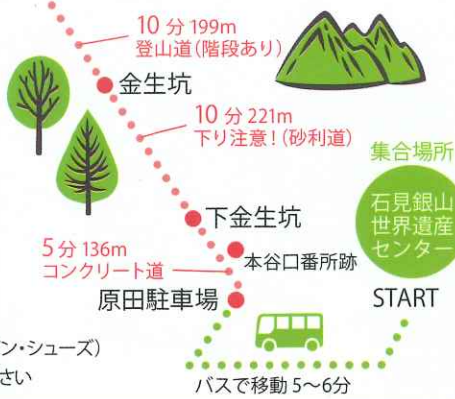 10 分 199m
登山道(階段あり)
金生坑
10 分 221m
下り注意!(砂利道)
集合場所
石見銀山
世界遺産
センター
START
下金生坑
本谷口番所跡
5分 136m
コンクリート道
原田駐車場
ン・シューズ)
さい
バスで移動 5〜6分